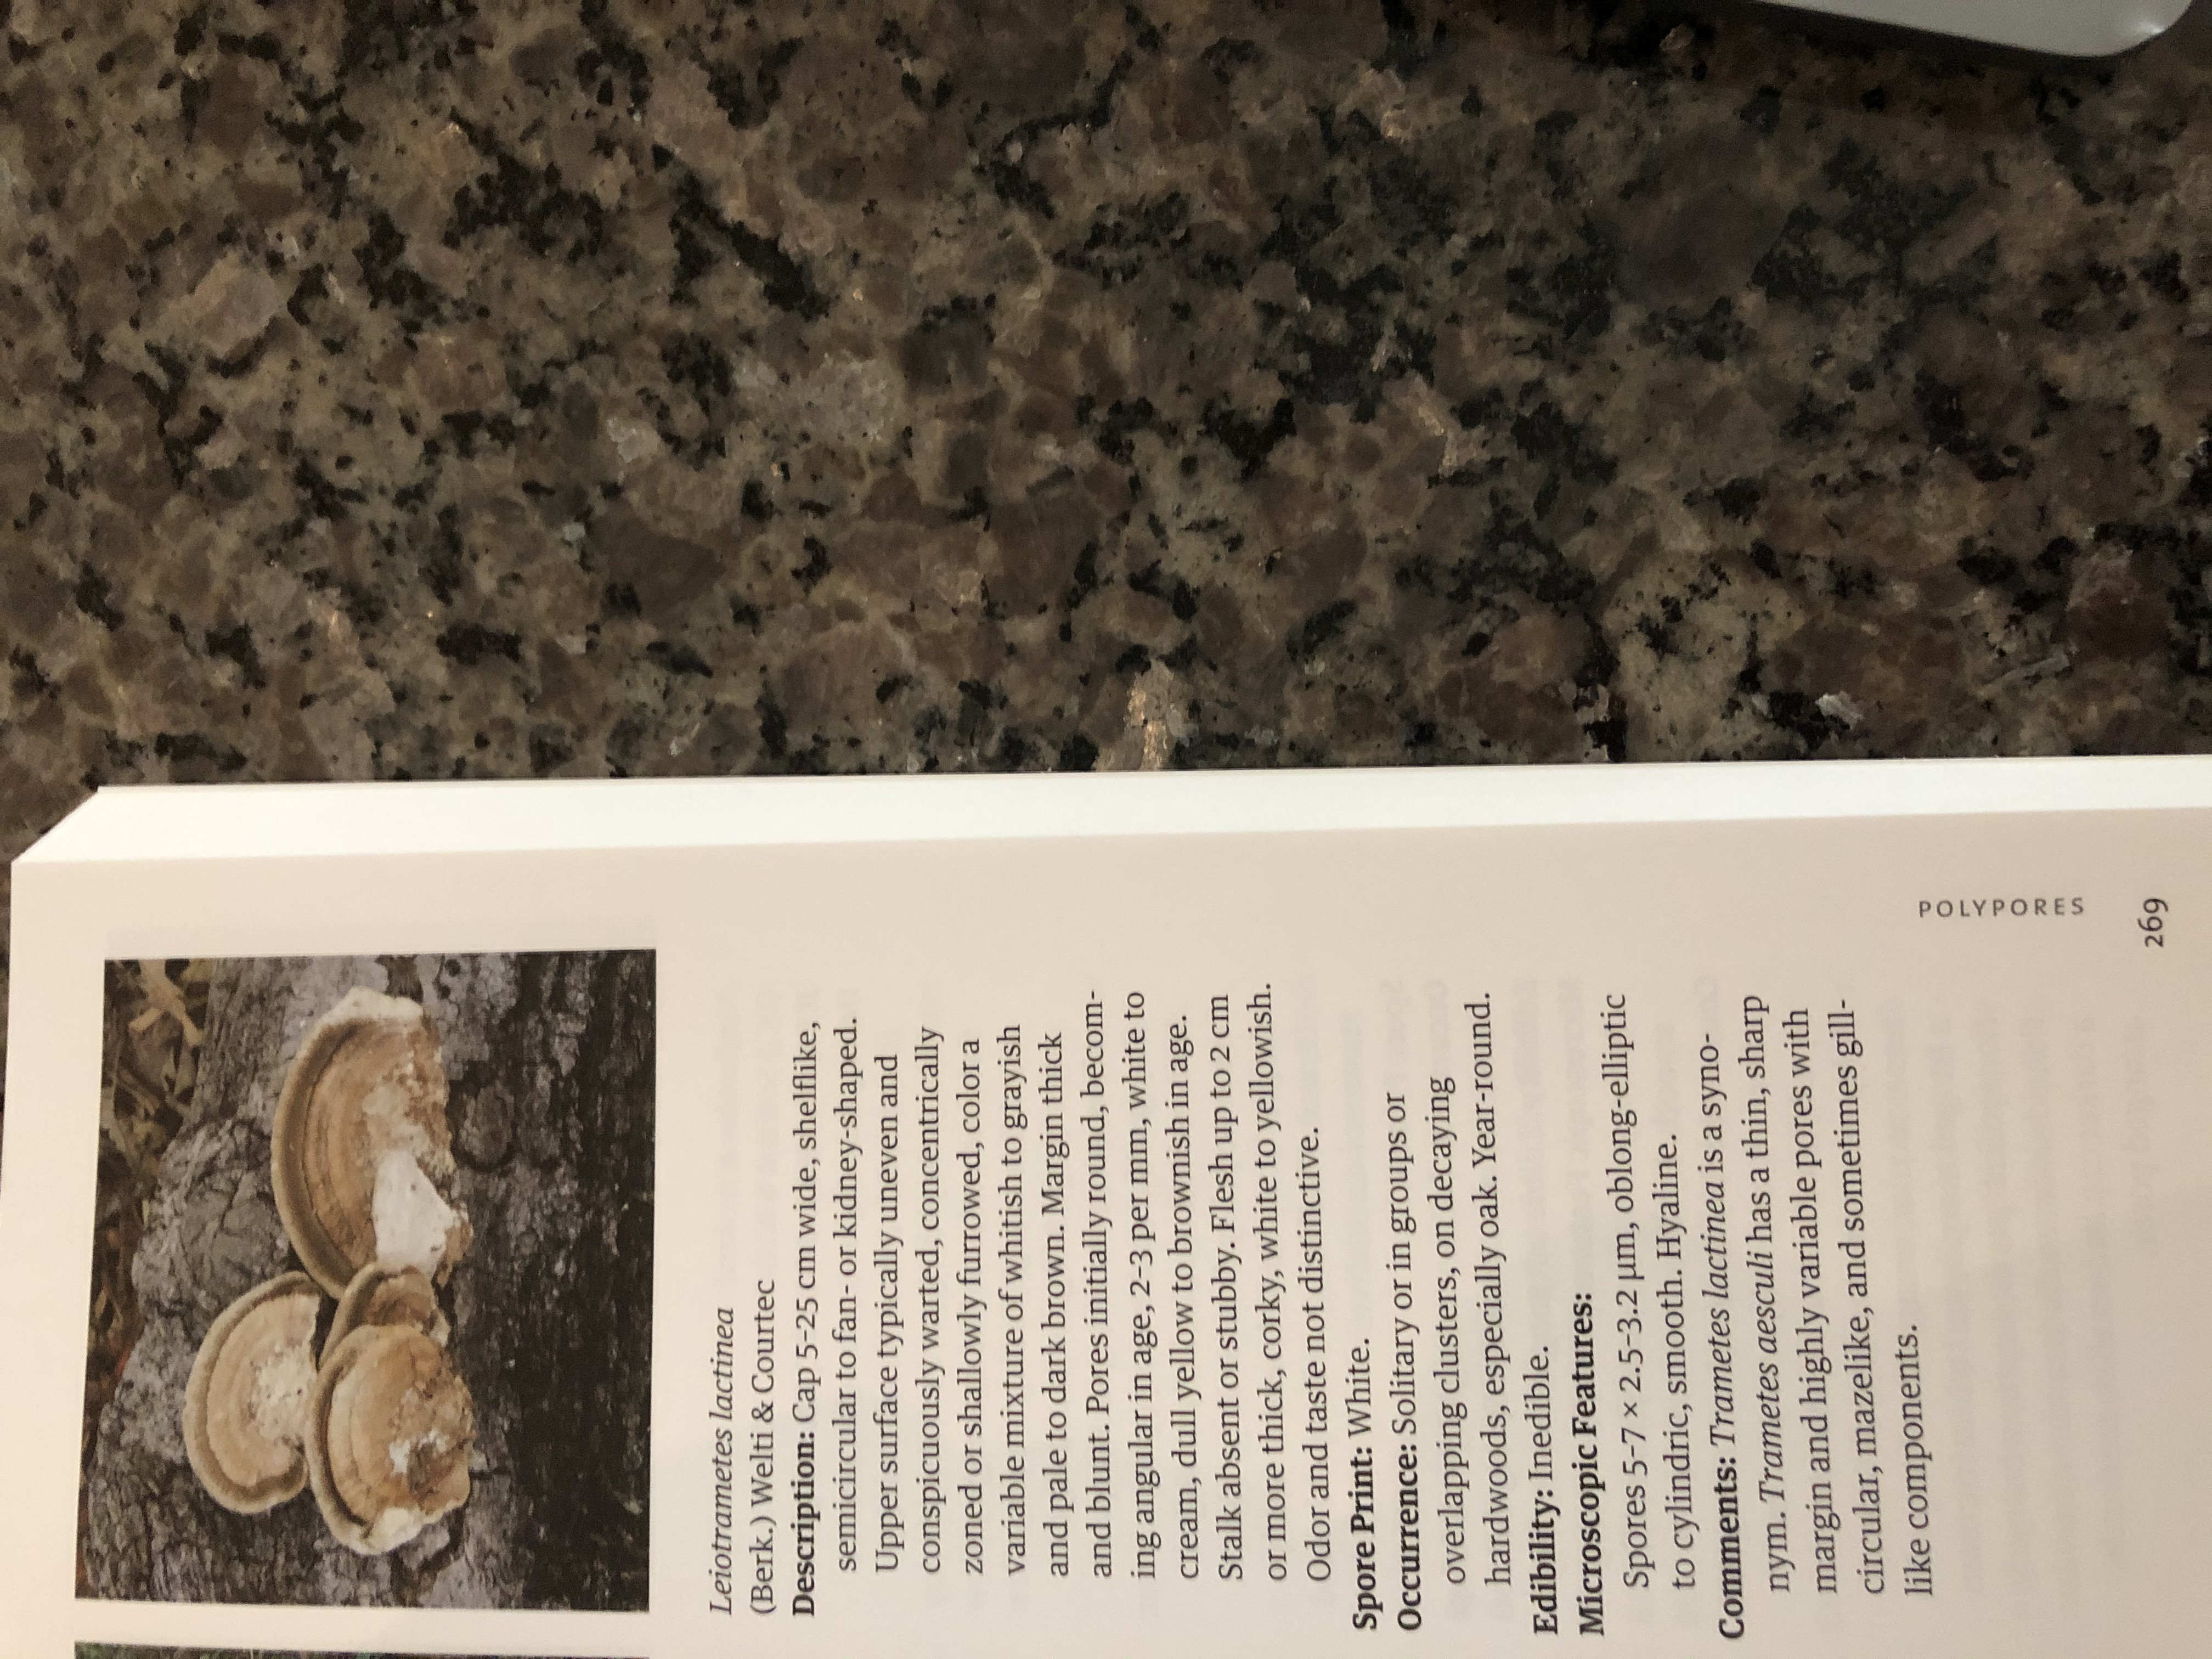 Leiotrametes lactinea
(Berk.) Welti & Courtec
Description: Cap 5–25 cm wide, shelflike,
semicircular to fan- or kidney-shaped.
Upper surface typically uneven and
conspicuously warted, concentrically
zoned or shallowly furrowed, color a
variable mixture of whitish to grayish
and pale to dark brown. Margin thick
and blunt. Pores initially round, becom-
ing angular in age, 2–3 per mm, white to
cream, dull yellow to brownish in age.
Stalk absent or stubby. Flesh up to 2 cm
or more thick, corky, white to yellowish.
Odor and taste not distinctive.
Spore Print: White.
Occurrence: Solitary or in groups or
overlapping clusters, on decaying
hardwoods, especially oak. Year-round.
Edibility: Inedible.
Microscopic Features:
Spores 5–7 × 2.5–3.2 μm, oblong-elliptic
to cylindric, smooth. Hyaline.
Comments: Trametes lactinea is a syno-
nym. Trametes aesculi has a thin, sharp
margin and highly variable pores with
circular, mazelike, and sometimes gill-
like components.
POLYPORES
269